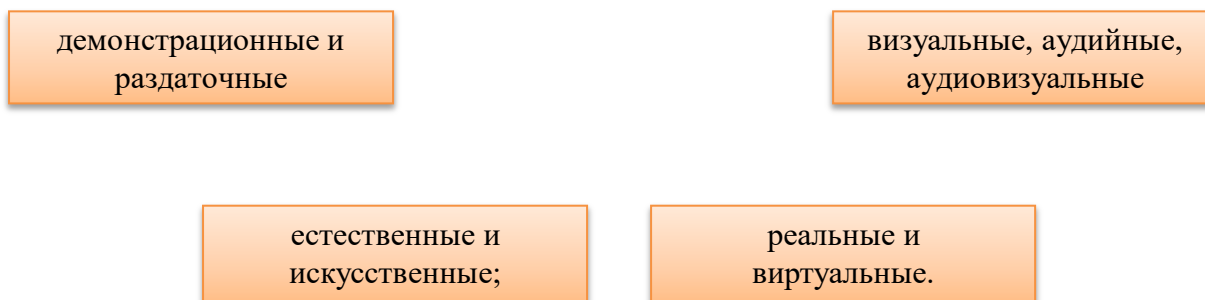 демонстрационные и
раздаточные
визуальные, аудийные,
аудиовизуальные
естественные и
искусственные;
реальные и
виртуальные.